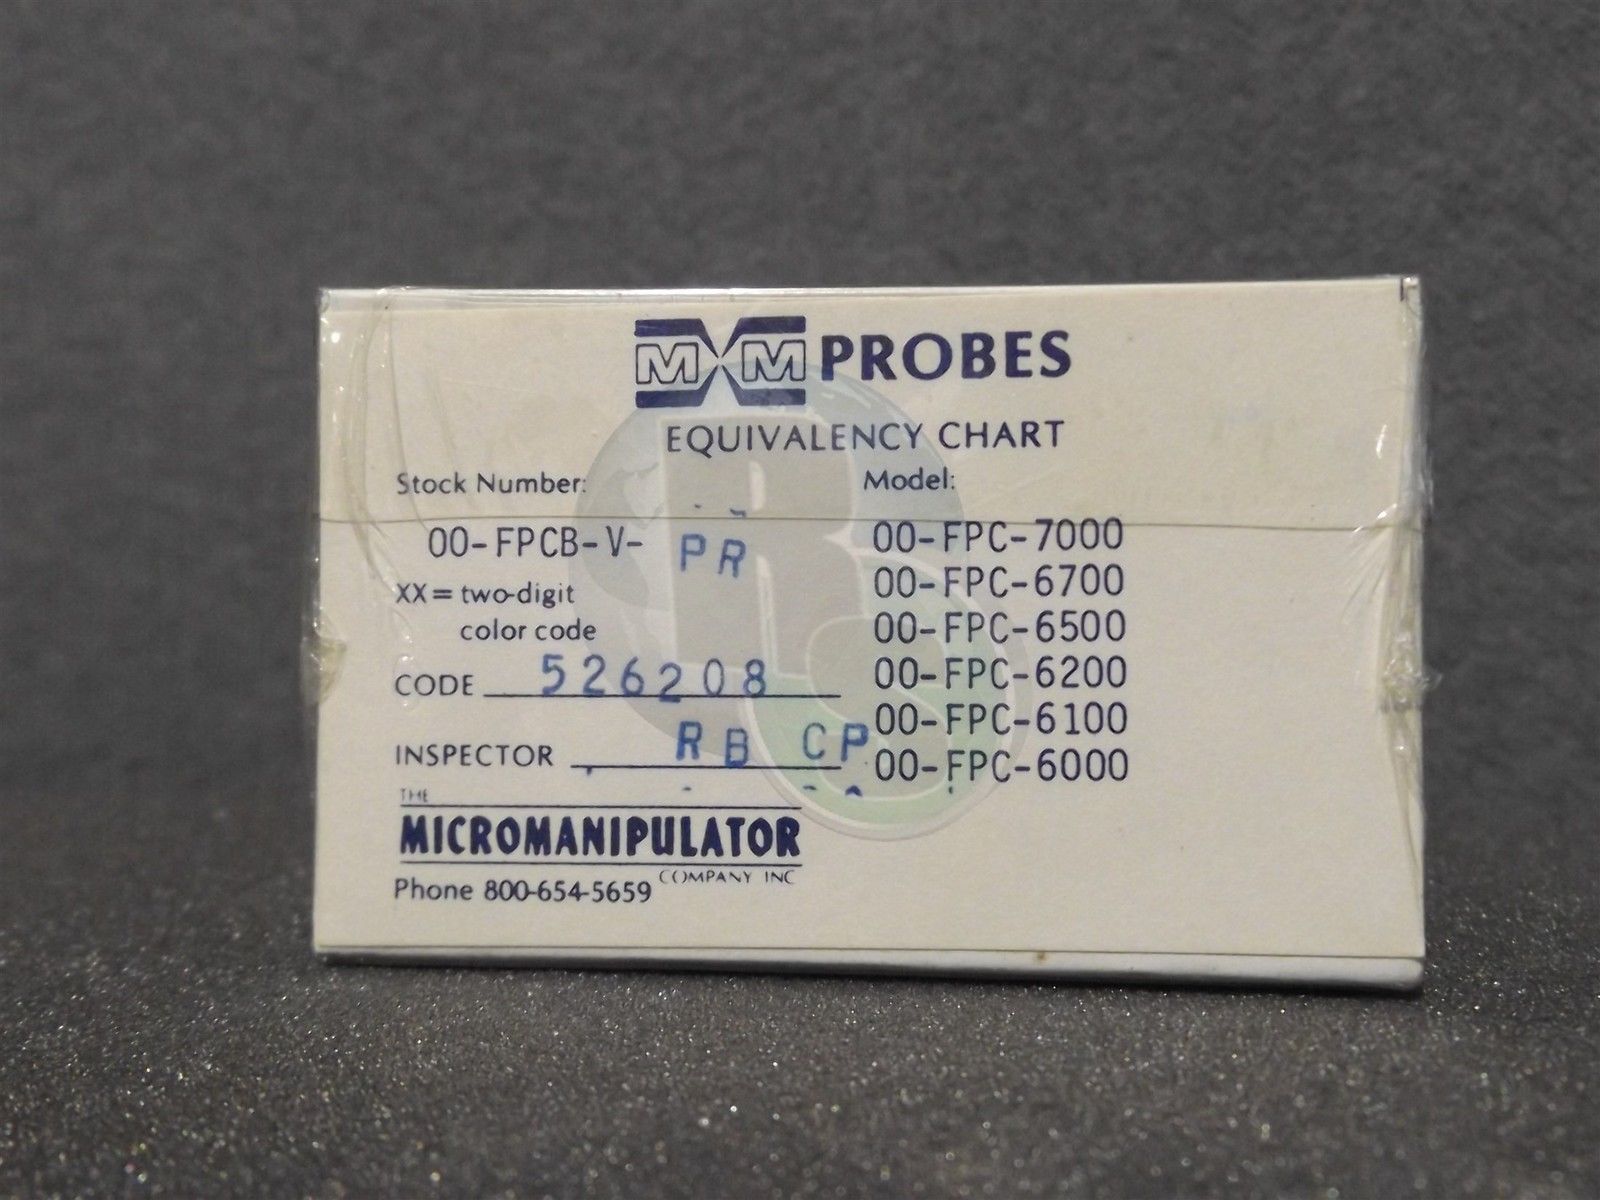 MM PROBES
EQUIVALENCY CHART
Stock Number:
00-FPCB-V- PR
XX = two-digit
color code
CODE 526208
INSPECTOR RB CP
Model:
00-FPC-7000
00-FPC-6700
00-FPC-6500
00-FPC-6200
00-FPC-6100
00-FPC-6000
THE
MICROMANIPULATOR
COMPANY INC
Phone 800-654-5659
RS